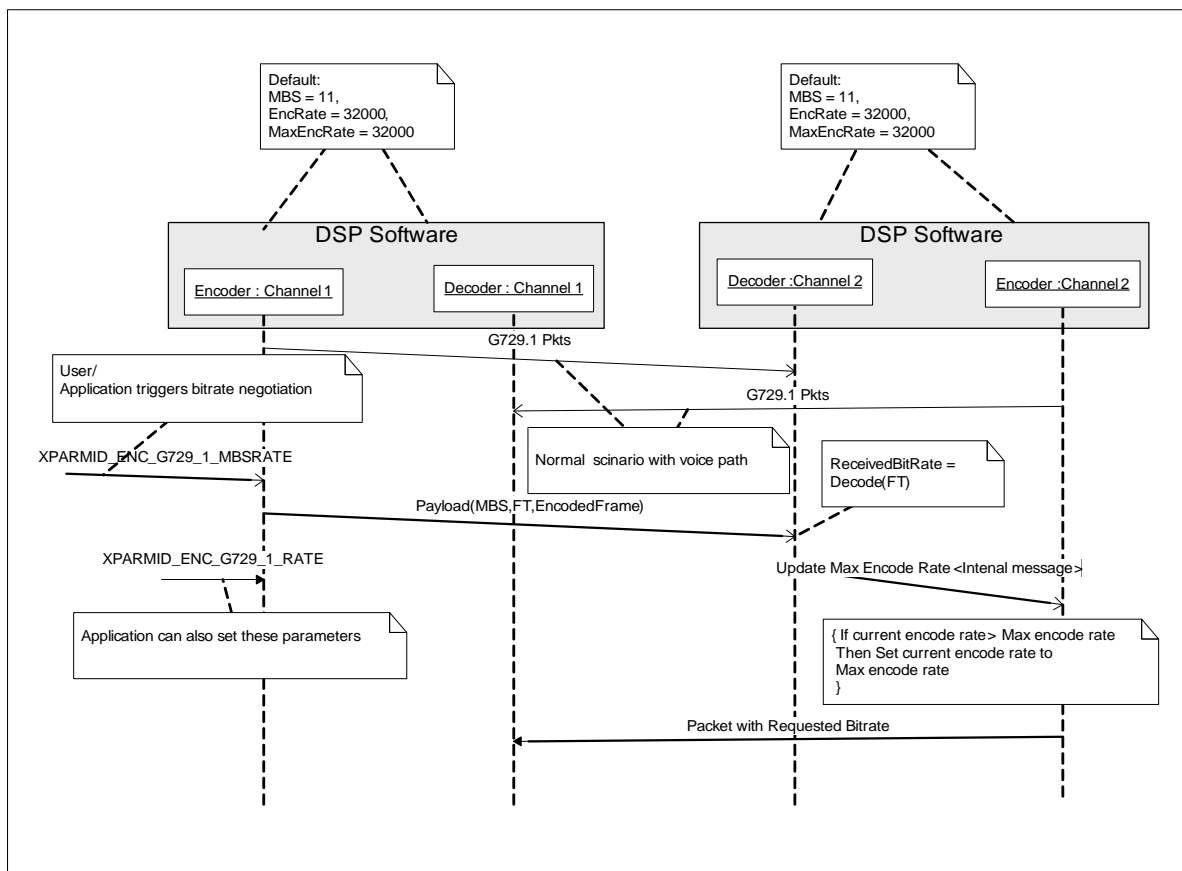 Default:
MBS = 11,
EncRate = 32000,
MaxEncRate = 32000
Default:
MBS = 11,
EncRate = 32000,
MaxEncRate = 32000
DSP Software
DSP Software
Encoder : Channel 1
Decoder : Channel 1
Decoder :Channel 2
Encoder :Channel 2
G729.1 Pkts
User/
Application triggers bitrate negotiation
G729.1 Pkts
XPARMID_ENC_G729_1_MBSRATE
Normal scinario with voice path
ReceivedBitRate =
Decode(FT)
Payload(MBS,FT,EncodedFrame)
XPARMID_ENC_G729_1_RATE
Update Max Encode Rate <Intenal message>
Application can also set these parameters
{ If current encode rate > Max encode rate
Then Set current encode rate to
Max encode rate
}
Packet with Requested Bitrate